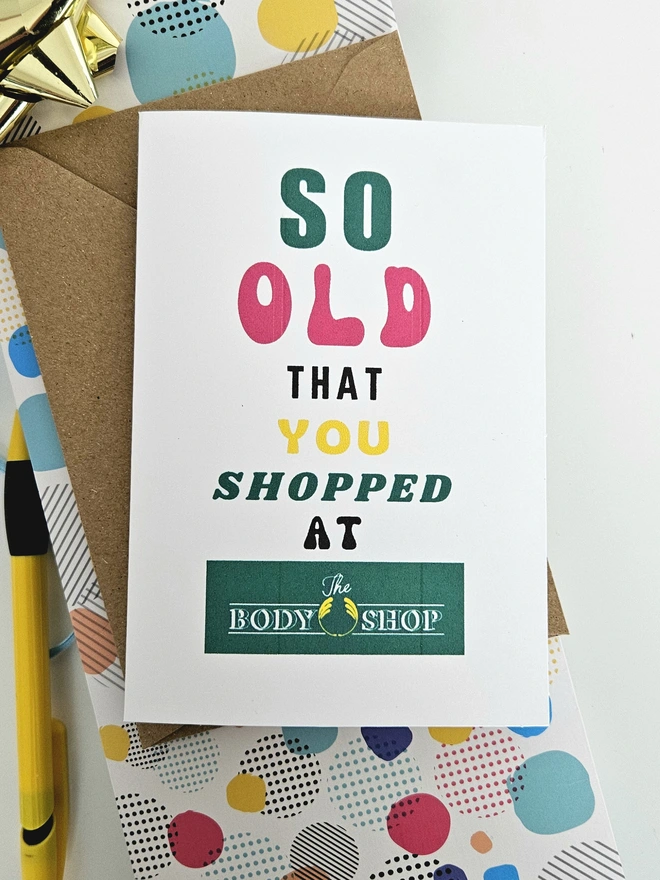 SO
OLD
THAT
YOU
SHOPPED
AT
The
BODY SHOP